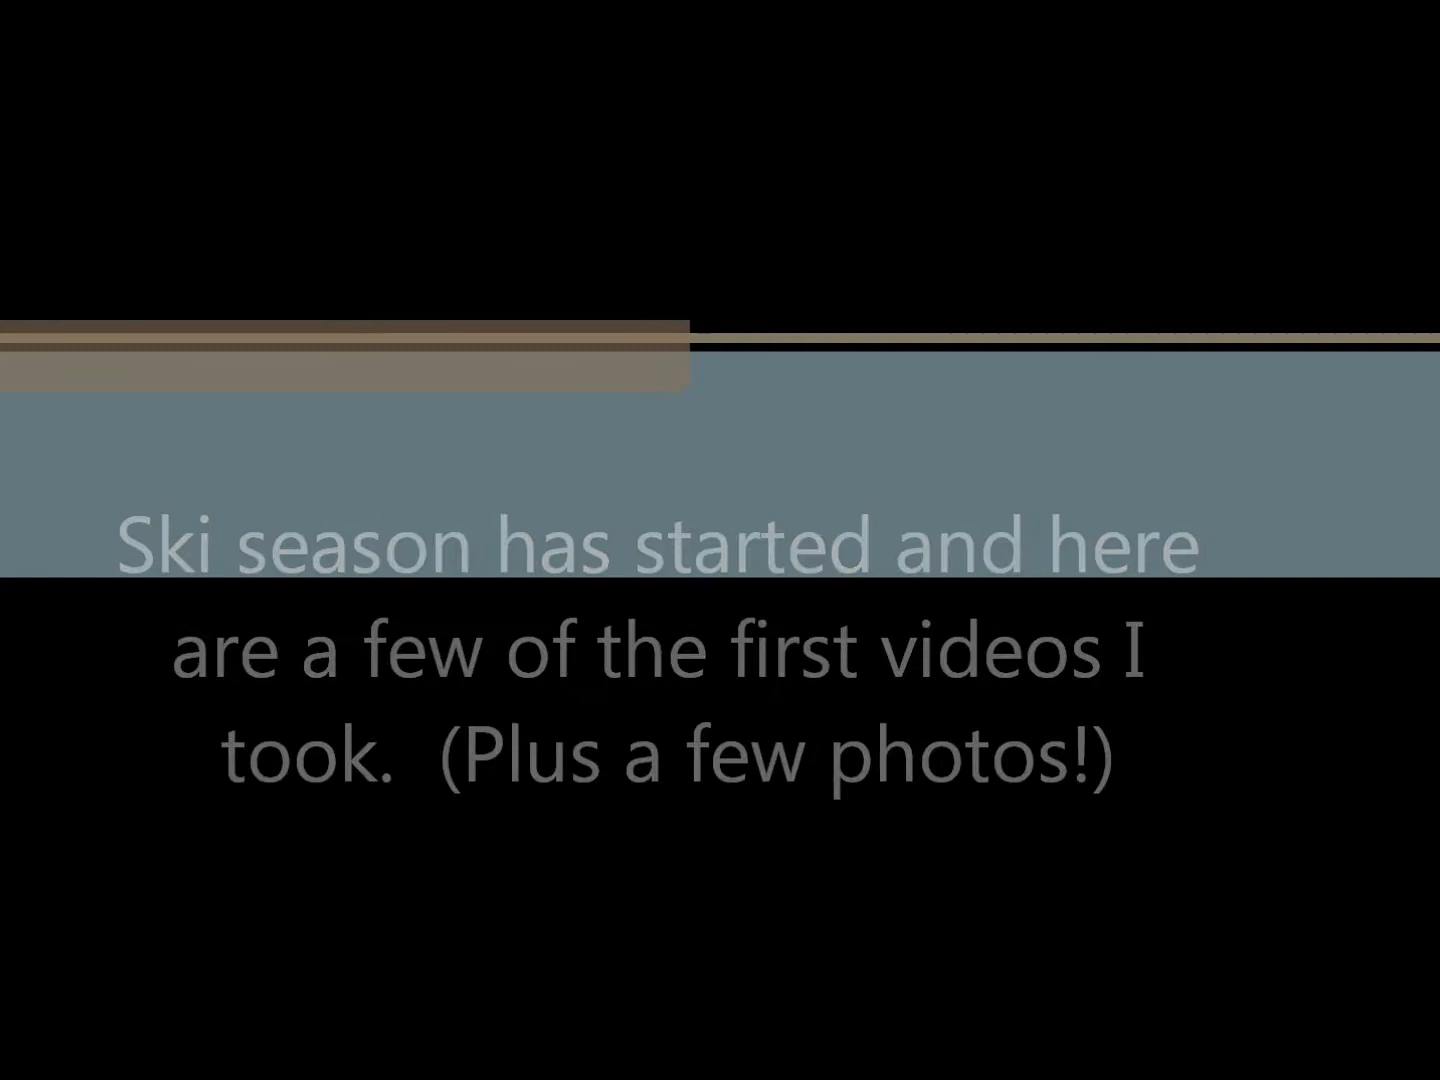 Ski season has started and here
are a few of the first videos I
took.  (Plus a few photos!)